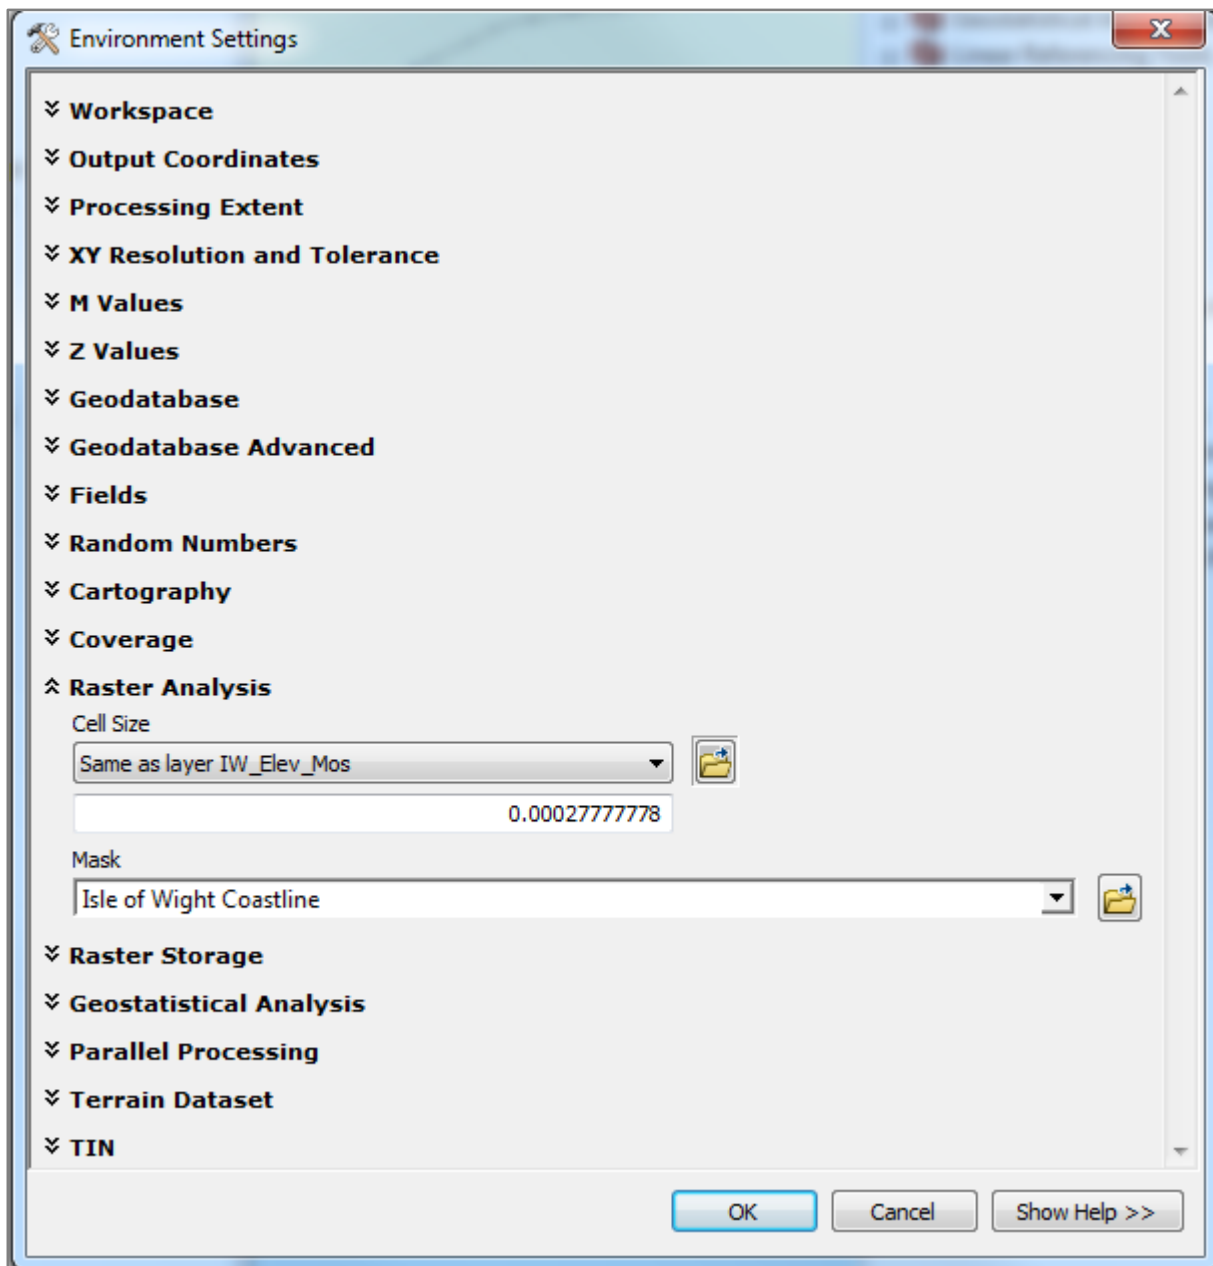 Environment Settings
Workspace
Output Coordinates
Processing Extent
XY Resolution and Tolerance
M Values
Z Values
Geodatabase
Geodatabase Advanced
Fields
Random Numbers
Cartography
Coverage
Raster Analysis
Cell Size
Same as layer IW_Elev_Mos
0.00027777778
Mask
Isle of Wight Coastline
Raster Storage
Geostatistical Analysis
Parallel Processing
Terrain Dataset
TIN
OK Cancel Show Help >>